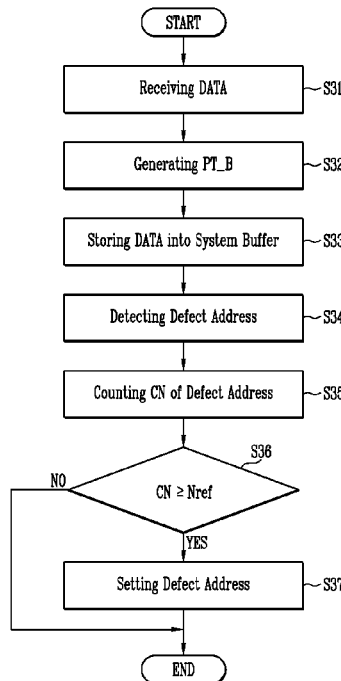 START
Receiving DATA
S31
Generating PT_B
S32
Storing DATA into System Buffer
S33
Detecting Defect Address
S34
Counting CN of Defect Address
S35
S36
NO
CN ≥ Nref
YES
Setting Defect Address
S37
END